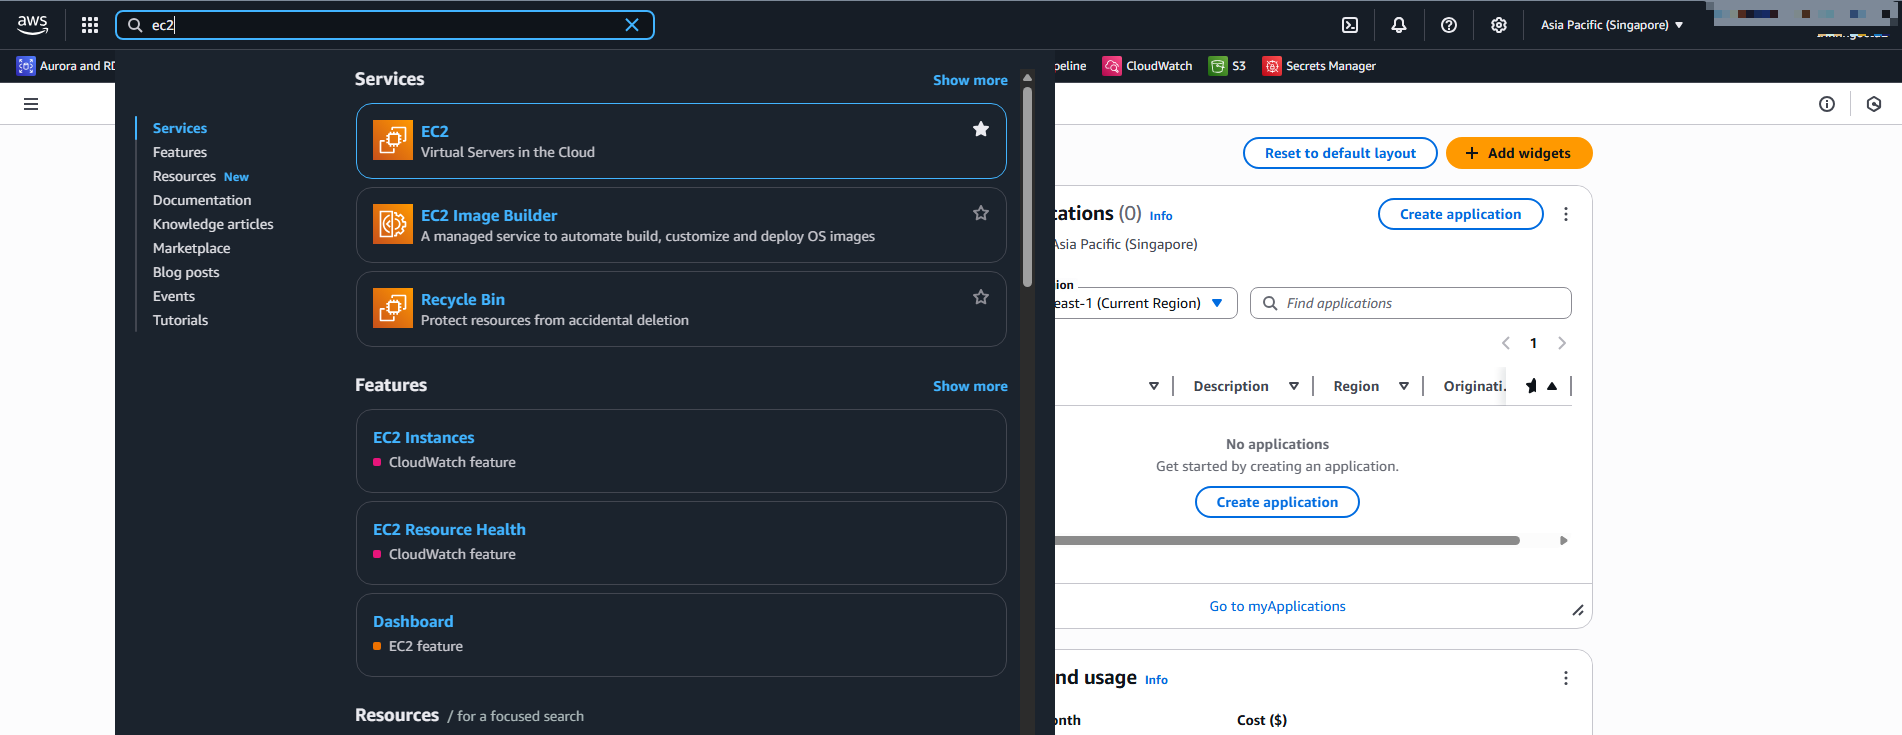 aws
ec2
Asia Pacific (Singapore)
Aurora and RD
peline
CloudWatch
S3
Secrets Manager
Services
Features
Resources New
Documentation
Knowledge articles
Marketplace
Blog posts
Events
Tutorials
Services
Show more
EC2
Virtual Servers in the Cloud
EC2 Image Builder
A managed service to automate build, customize and deploy OS images
Recycle Bin
Protect resources from accidental deletion
Features
Show more
EC2 Instances
CloudWatch feature
EC2 Resource Health
CloudWatch feature
Dashboard
EC2 feature
Resources / for a focused search
Reset to default layout
+ Add widgets
cations (0) Info
Create application
Asia Pacific (Singapore)
ion
east-1 (Current Region)
Find applications
1
Description
Region
Originati.
No applications
Get started by creating an application.
Create application
Go to myApplications
nd usage Info
onth
Cost ($)